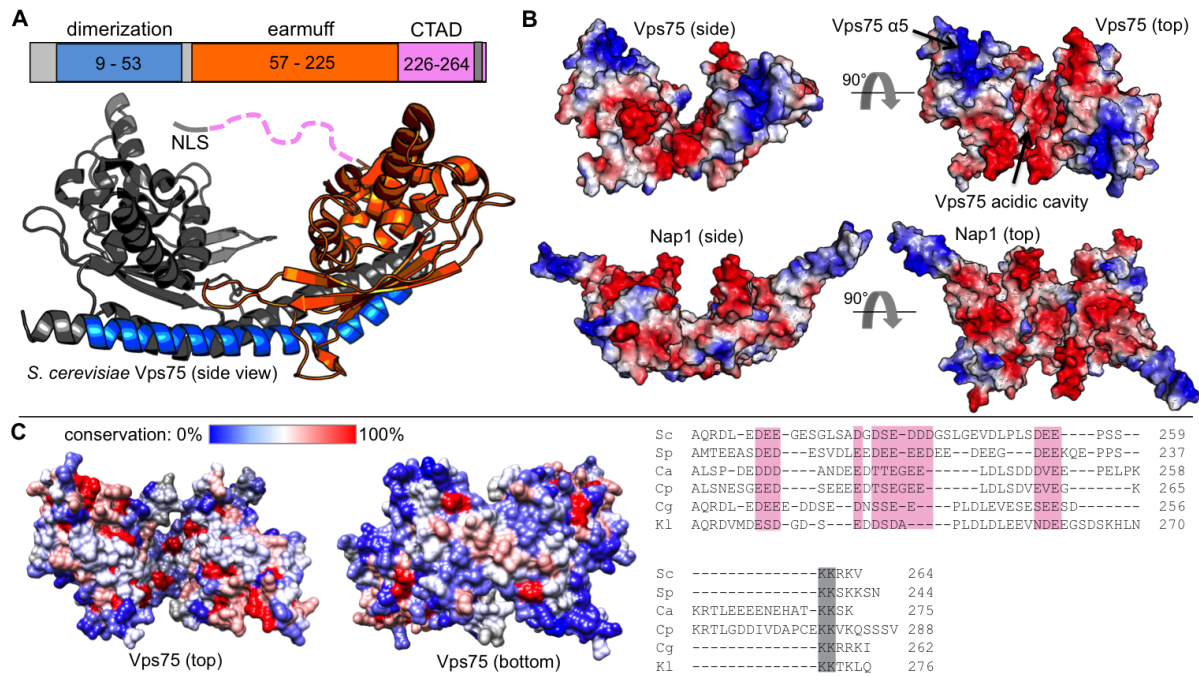 A
dimerization earmuff CTAD
9 - 53 57 - 225 226-264
NLS
S. cerevisiae Vps75 (side view)
B
Vps75 (side) Vps75 α5 Vps75 (top)
90°
Vps75 acidic cavity
Nap1 (side) Nap1 (top)
90°
C
conservation: 0% 100%
Vps75 (top) Vps75 (bottom)
Sc AQRDL-EDEE-GESGLSADGDSE-DDDGSLGEVDLPLSDEE----PSS-- 259
Sp AMTEEASDED----ESVDLEEDEE-EEDEE--DEEG----DEEKQE-PPS-- 237
Ca ALSP-DEDDD----ANDEEDTTEGEE----LDLSDDDVEE----PELPK 258
Cp ALSNESGEED----SEEEEDTSEGEE----LDLSDVEVEG-------K 265
Cg AQRDL-EDEEEDDSE-DNSSEE-E--PLDLEVESESEESD-------- 256
Kl AQRDVMDESD-GDS-S--EDDSDA----PLDLDLEEVNDEEGSDSKHLN 270
Sc --------------KKRKV 264
Sp --------------KKSKKSN 244
Ca KRTLEEEENEHAT-KKSK 275
Cp KRTLGDDIVDAPCEKKVKQSSSV 288
Cg --------------KKRRKI 262
Kl --------------KKTKLQ 276